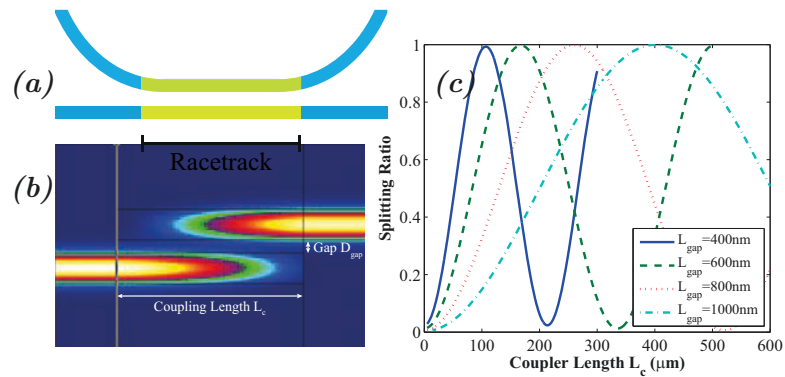 (a)
Racetrack
(b)
Gap D_gap
Coupling Length L_c
(c)
Splitting Ratio
1
0.8
0.6
0.4
0.2
0
0 100 200 300 400 500 600
Coupler Length L_c (μm)
L_gap=400nm
L_gap=600nm
L_gap=800nm
L_gap=1000nm